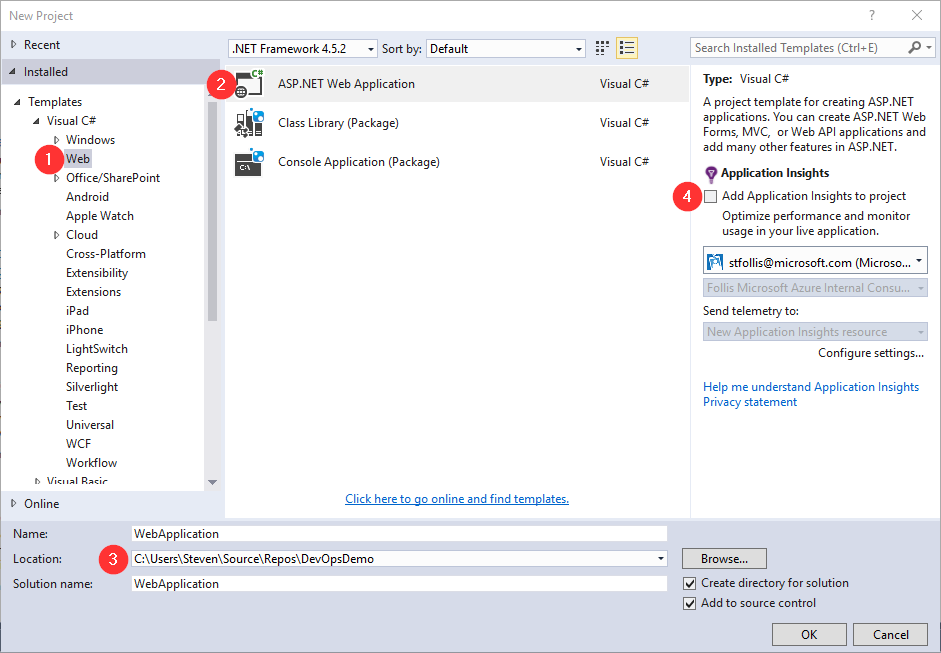 New Project
Recent
Installed
Templates
Visual C#
Windows
1 Web
Office/SharePoint
Android
Apple Watch
Cloud
Cross-Platform
Extensibility
Extensions
iPad
iPhone
LightSwitch
Reporting
Silverlight
Test
Universal
WCF
Workflow
Visual Basic
Online
.NET Framework 4.5.2 Sort by: Default
2 C# ASP.NET Web Application Visual C#
Class Library (Package) Visual C#
C:\ Console Application (Package) Visual C#
Click here to go online and find templates.
Search Installed Templates (Ctrl+E)
Type: Visual C#
A project template for creating ASP.NET
applications. You can create ASP.NET Web
Forms, MVC, or Web API applications and
add many other features in ASP.NET.
Application Insights
4 Add Application Insights to project
Optimize performance and monitor
usage in your live application.
stfollis@microsoft.com (Microso...
Follis Microsoft Azure Internal Consu...
Send telemetry to:
New Application Insights resource
Configure settings...
Help me understand Application Insights
Privacy statement
Name: WebApplication
Location: 3 C:\Users\Steven\Source\Repos\DevOpsDemo Browse...
Solution name: WebApplication
Create directory for solution
Add to source control
OK Cancel